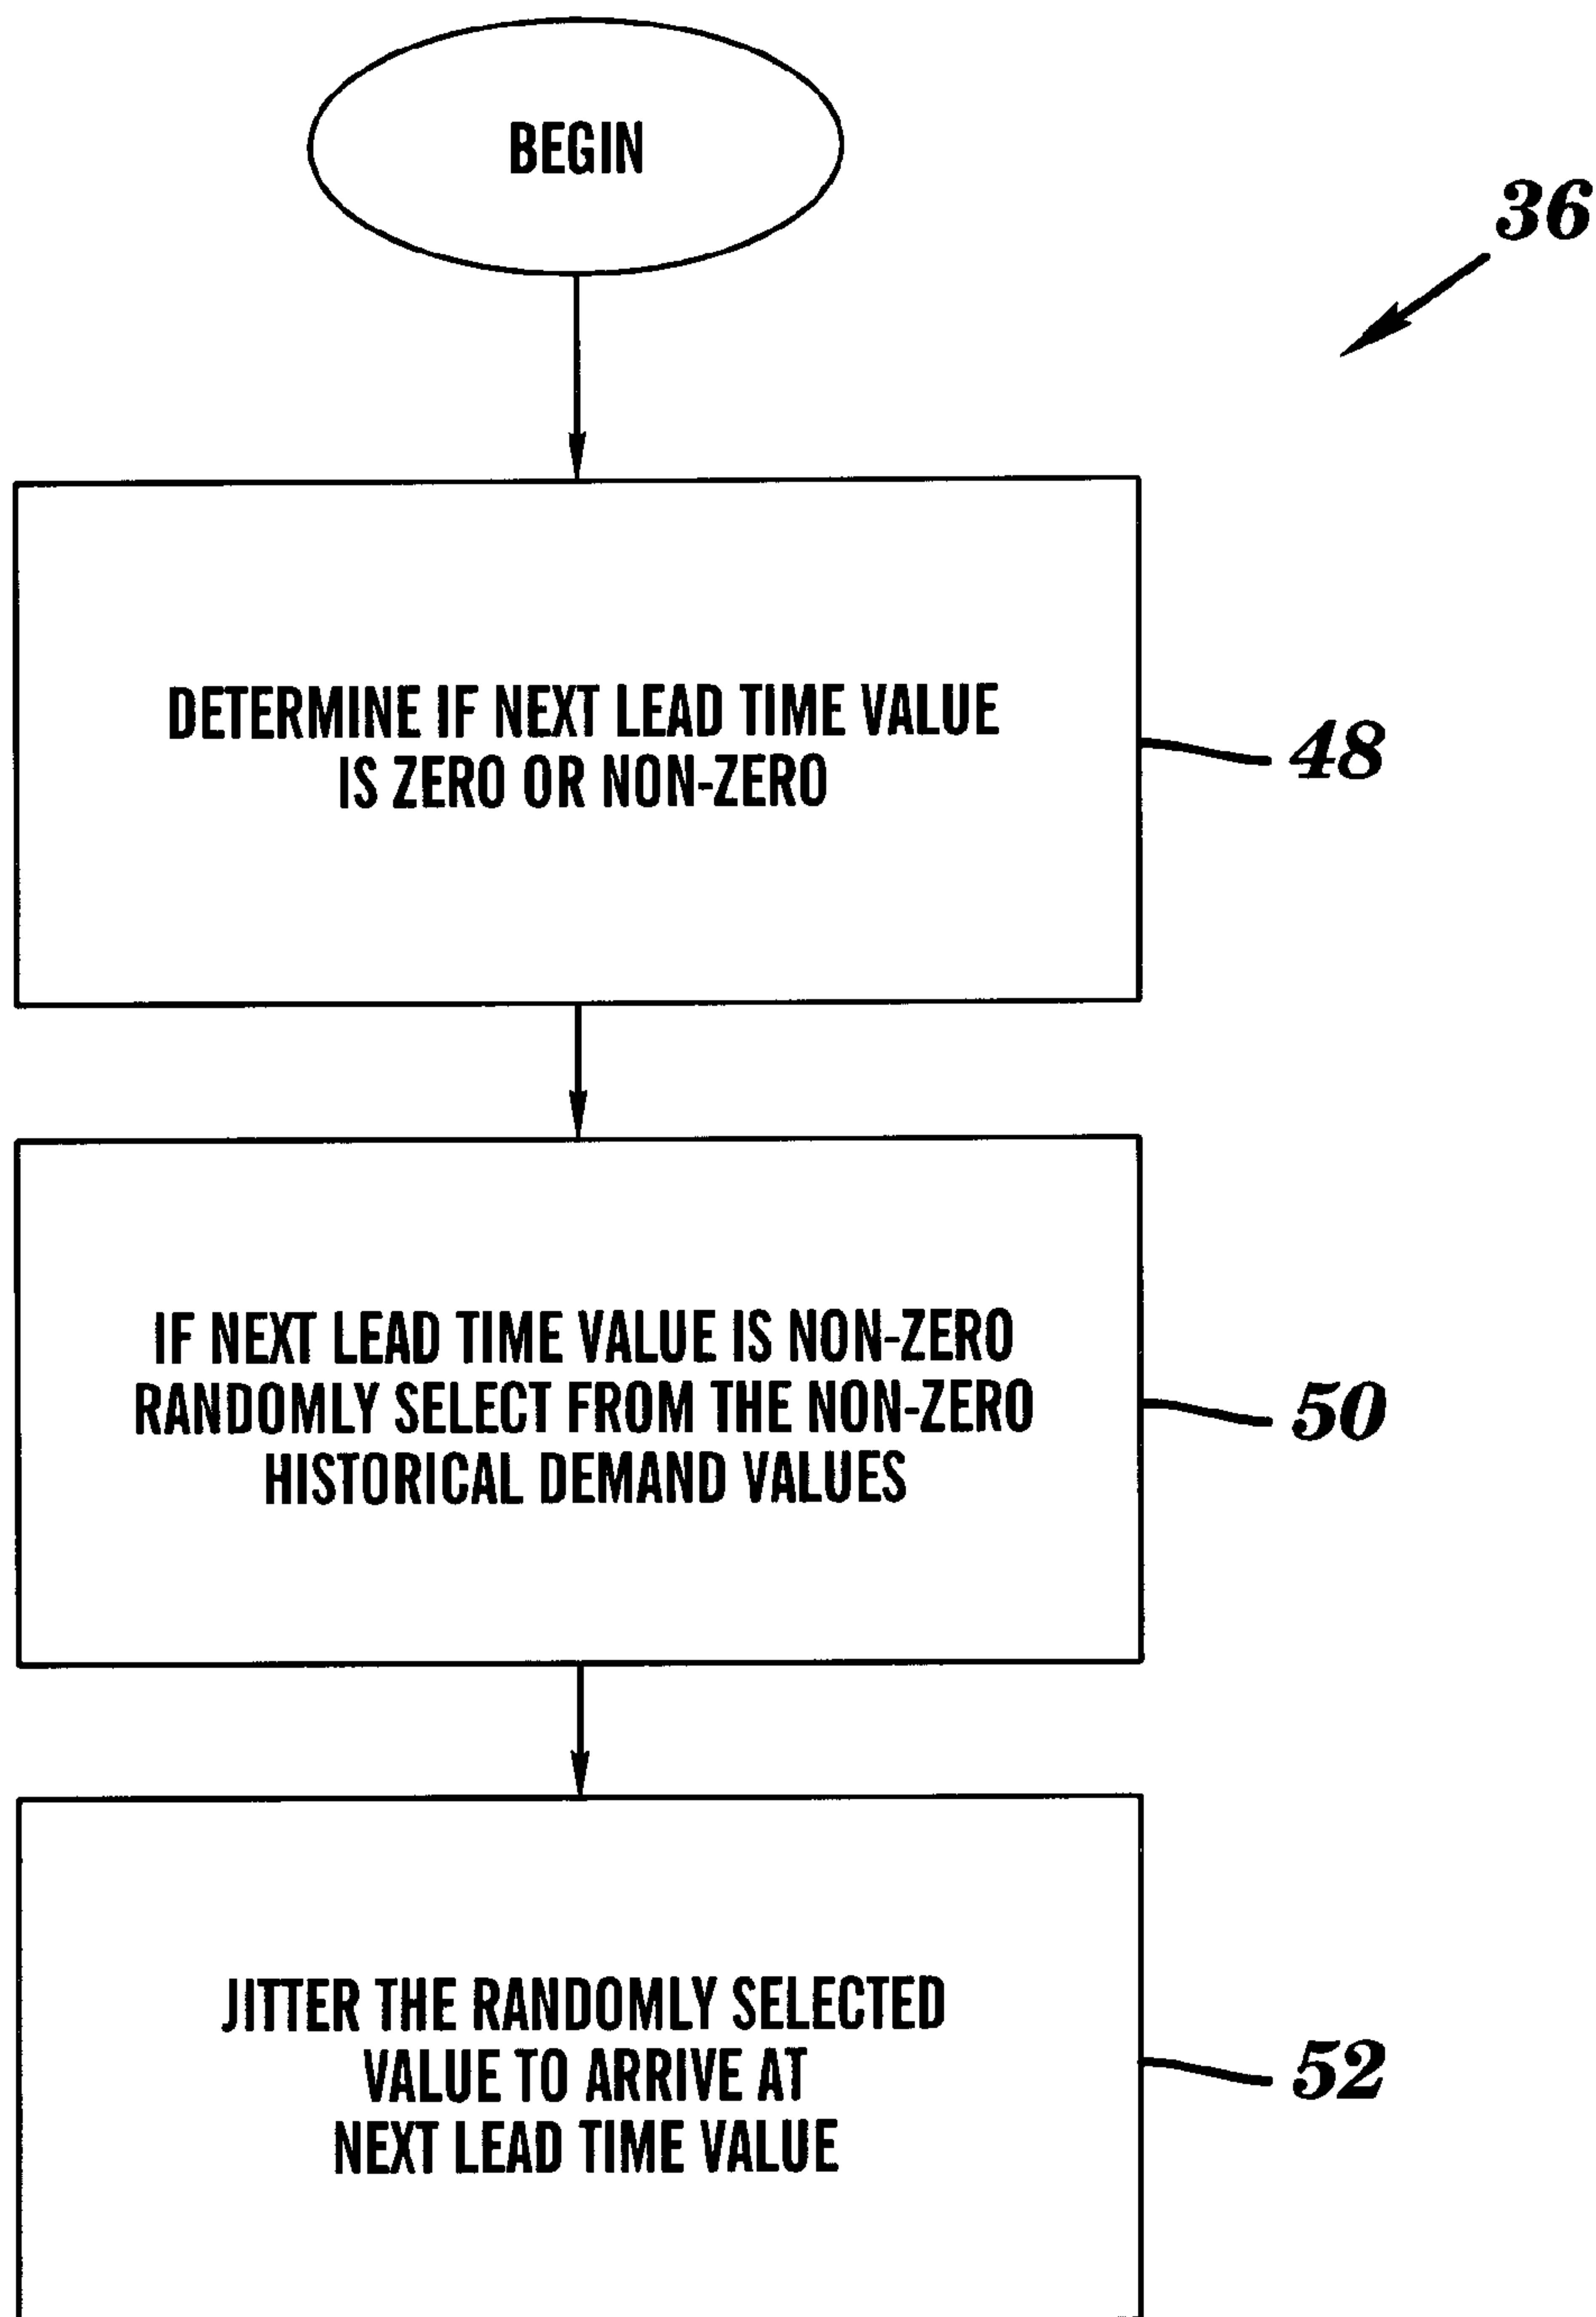 BEGIN
36
DETERMINE IF NEXT LEAD TIME VALUE
IS ZERO OR NON-ZERO
48
IF NEXT LEAD TIME VALUE IS NON-ZERO
RANDOMLY SELECT FROM THE NON-ZERO
HISTORICAL DEMAND VALUES
50
JITTER THE RANDOMLY SELECTED
VALUE TO ARRIVE AT
NEXT LEAD TIME VALUE
52